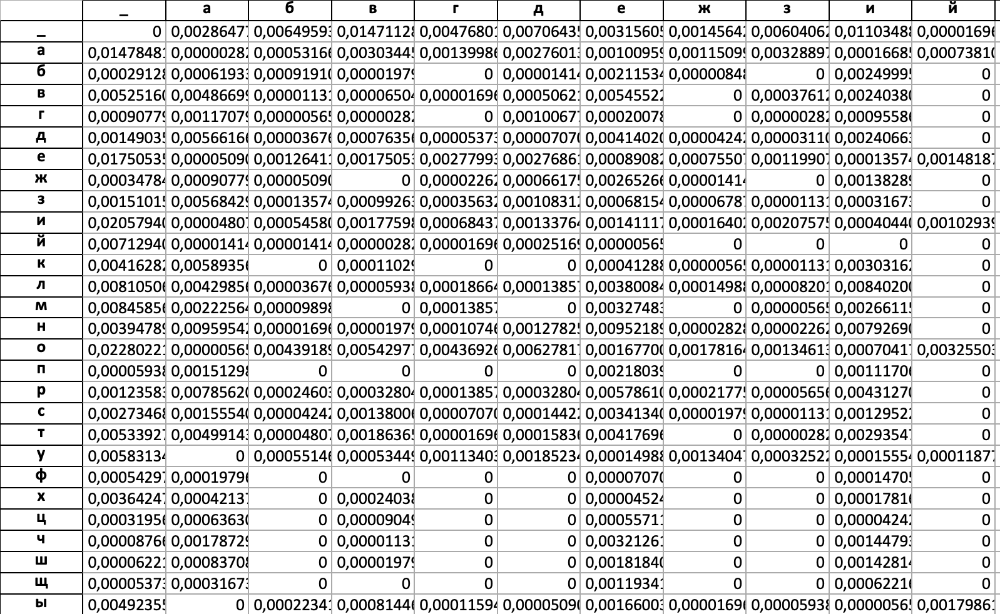 _ а б в г д е ж з и й
_ 0 0,00286477 0,00649593 0,01471128 0,00476801 0,00706435 0,00315605 0,00145642 0,00604062 0,01103488 0,00001696
а 0,01478481 0,00000282 0,00053166 0,00303445 0,00139986 0,00276013 0,00100959 0,00115099 0,00328897 0,00016685 0,00073810
б 0,00029128 0,00061933 0,00091910 0,00001979 0 0,00001414 0,00211534 0,00000848 0 0,00249995 0
в 0,00525160 0,00486699 0,00001131 0,00006504 0,00001696 0,00050621 0,00545522 0 0,00037612 0,00240380 0
г 0,00090779 0,00117079 0,00000565 0,00000282 0 0,00100677 0,00020078 0 0,00000282 0,00095586 0
д 0,00149035 0,00566166 0,00003676 0,00076356 0,00005373 0,00007070 0,00414020 0,00004242 0,00003110 0,00240663 0
е 0,01750535 0,00005090 0,00126411 0,00175053 0,00277993 0,00276861 0,00089082 0,00075507 0,00119907 0,00013574 0,00148187
ж 0,00034784 0,00090779 0,00005090 0 0,00002262 0,00066175 0,00265266 0,00001414 0 0,00138289 0
з 0,00151015 0,00568429 0,00013574 0,00099263 0,00035632 0,00108312 0,00068154 0,00006787 0,00001131 0,00031673 0
и 0,02057940 0,00004807 0,00054580 0,00177598 0,00068437 0,00133764 0,00141117 0,00016402 0,00207575 0,00040440 0,00102939
й 0,00712940 0,00001414 0,00001414 0,00000282 0,00001696 0,00025169 0,00000565 0 0 0 0
к 0,00416282 0,00589356 0 0,00011029 0 0 0,00041288 0,00000565 0,00001131 0,00303162 0
л 0,00810506 0,00429856 0,00003676 0,00005938 0,00018664 0,00013857 0,00380084 0,00014988 0,00008201 0,00840200 0
м 0,00845856 0,00222564 0,00009898 0 0,00013857 0 0,00327483 0 0,00000565 0,00266115 0
н 0,00394789 0,00959542 0,00001696 0,00001979 0,00010746 0,00127825 0,00952189 0,00002828 0,00002262 0,00792690 0
о 0,02280221 0,00000565 0,00439189 0,00542977 0,00436926 0,00627817 0,00167700 0,00178164 0,00134613 0,00070417 0,00325503
п 0,00005938 0,00151298 0 0 0 0 0,00218039 0 0 0,00111706 0
р 0,00123583 0,00785620 0,00024603 0,00032804 0,00013857 0,00032804 0,00578610 0,00021775 0,00005656 0,00431270 0
с 0,00273468 0,00155540 0,00004242 0,00138006 0,00007070 0,00014422 0,00341340 0,00001979 0,00001131 0,00129522 0
т 0,00533927 0,00499143 0,00004807 0,00186365 0,00001696 0,00015836 0,00417696 0 0,00000282 0,00293547 0
у 0,00583134 0 0,00055146 0,00053449 0,00113403 0,00185234 0,00014988 0,00134047 0,00032522 0,00015554 0,00011877
ф 0,00054297 0,00019796 0 0 0 0 0,00007070 0 0 0,00014705 0
х 0,00364247 0,00042137 0 0,00024038 0 0 0,00004524 0 0 0,00017816 0
ц 0,00031956 0,00063630 0 0,00009049 0 0 0,00055711 0 0 0,00004242 0
ч 0,00008766 0,00178729 0 0,00001131 0 0 0,00321261 0 0 0,00144793 0
ш 0,00006221 0,00083708 0 0,00001979 0 0 0,00181840 0 0 0,00142814 0
щ 0,00005373 0,00031673 0 0 0 0 0,00119341 0 0 0,00062216 0
ы 0,00492355 0 0,00022341 0,00081446 0,00011594 0,00005090 0,00166003 0,00001696 0,00005938 0,00000565 0,00179861